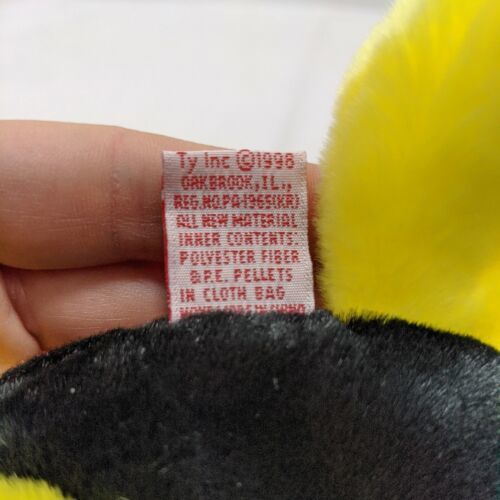 Ty Inc ©1998
OAKBROOK, IL.,
REG.NO.PA-1965(KR)
ALL NEW MATERIAL
INNER CONTENTS:
POLYESTER FIBER
&P.E. PELLETS
IN CLOTH BAG